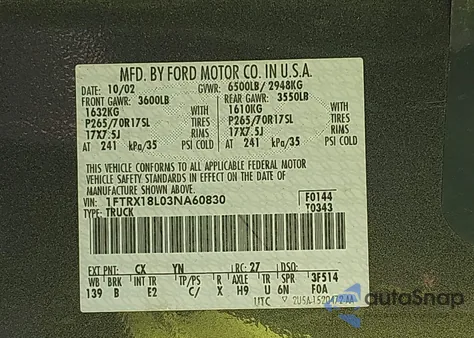 MFD. BY FORD MOTOR CO. IN U.S.A.
DATE: 10/02 GVWR: 6500LB/ 2948KG
FRONT GAWR: 3600LB REAR GAWR: 3550LB
1632KG WITH 1610KG WITH
P265/70R17SL TIRES P265/70R17SL TIRES
17X7.5J RIMS 17X7.5J RIMS
AT 241 kPa/35 PSI COLD AT 241 kPa/35 PSI COLD
THIS VEHICLE CONFORMS TO ALL APPLICABLE FEDERAL MOTOR
VEHICLE SAFETY STANDARDS IN EFFECT ON THE DATE OF
MANUFACTURE SHOWN ABOVE.
VIN: 1FTRX18L03NA60830 F0144
TYPE: TRUCK T0343
EXT PNT: CX YN RC: 27 DSO:
WB BRK INT TR TP/PS R AX TR SPR 3F514
139 B E2 C/ X H9 U 6N F0A
UTC
autoSnap